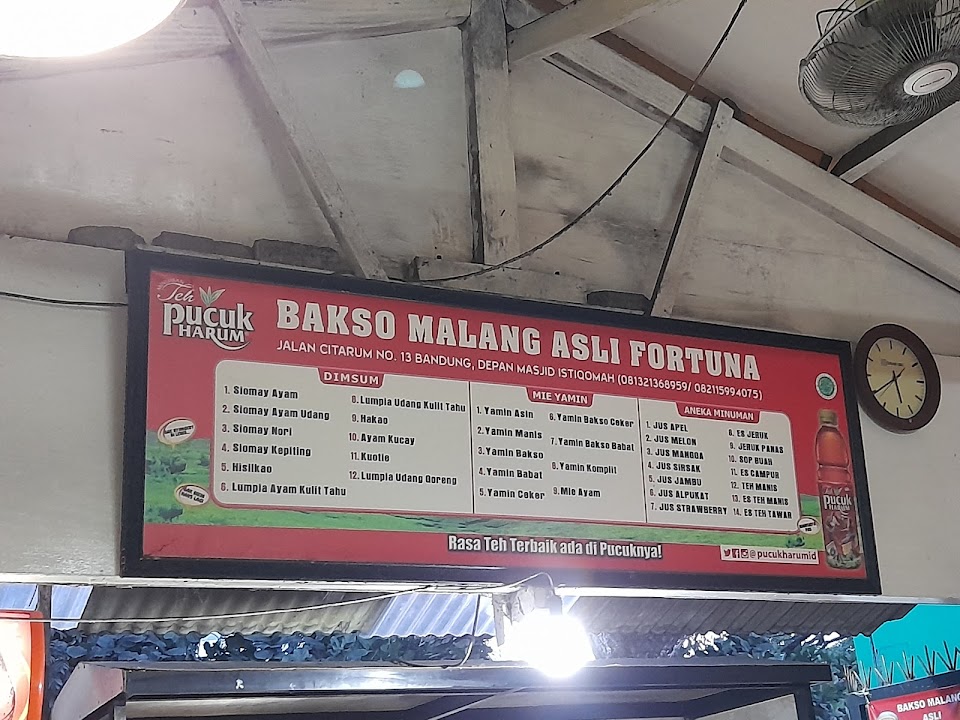 Teh
pucuk
HARUM
BAKSO MALANG ASLI FORTUNA
JALAN CITARUM NO. 13 BANDUNG, DEPAN MASJID ISTIQOMAH (081321368959/ 082115994075)
DIMSUM
1. Siomay Ayam
2. Siomay Ayam Udang
3. Siomay Nori
4. Siomay Kepiting
5. Hisilkao
6. Lumpia Ayam Kulit Tahu
8. Lumpia Udang Kulit Tahu
9. Hakao
10. Ayam Kucay
11. Kuotie
12. Lumpia Udang Goreng
MIE YAMIN
1. Yamin Asin
2. Yamin Manis
3. Yamin Bakso
4. Yamin Babat
5. Yamin Ceker
6. Yamin Bakso Ceker
7. Yamin Bakso Babat
8. Yamin Komplit
9. Mie Ayam
ANEKA MINUMAN
1. JUS APEL
2. JUS MELON
3. JUS MANGGA
4. JUS SIRSAK
5. JUS JAMBU
6. JUS ALPUKAT
7. JUS STRAWBERRY
8. ES JERUK
9. JERUK PANAS
10. SOP BUAH
11. ES CAMPUR
12. TEH MANIS
13. ES TEH MANIS
14. ES TEH TAWAR
pucuk
HARUM
Rasa Teh Terbaik ada di Pucuknya!
@pucukharumid
BAKSO MALANG
ASLI